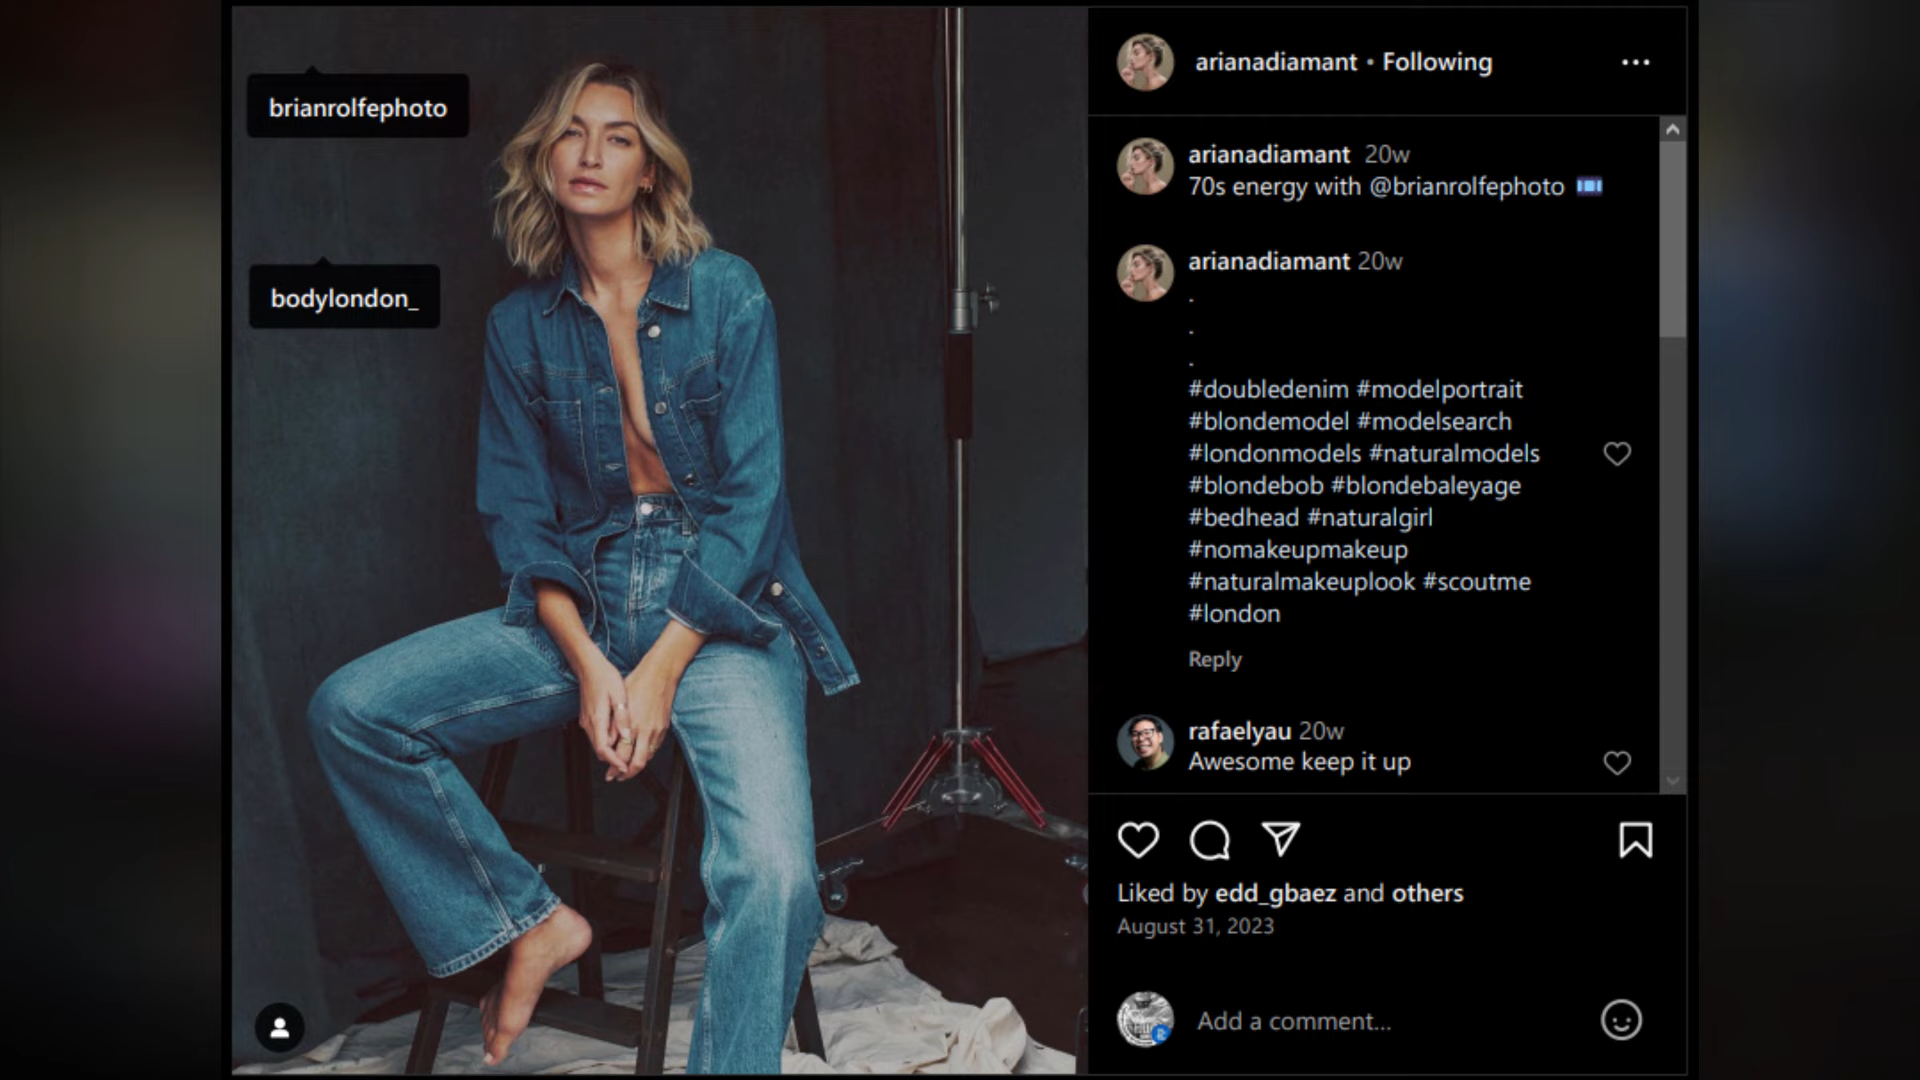 brianrolfephoto
bodylondon_
arianadiamant • Following
arianadiamant 20w
70s energy with @brianrolfephoto
arianadiamant 20w
.
.
.
#doubledenim #modelportrait
#blondemodel #modelsearch
#londonmodels #naturalmodels
#blondebob #blondebaleyage
#bedhead #naturalgirl
#nomakeupmakeup
#naturalmakeuplook #scoutme
#london
Reply
rafaelyau 20w
Awesome keep it up
Liked by edd_gbaez and others
August 31, 2023
Add a comment...